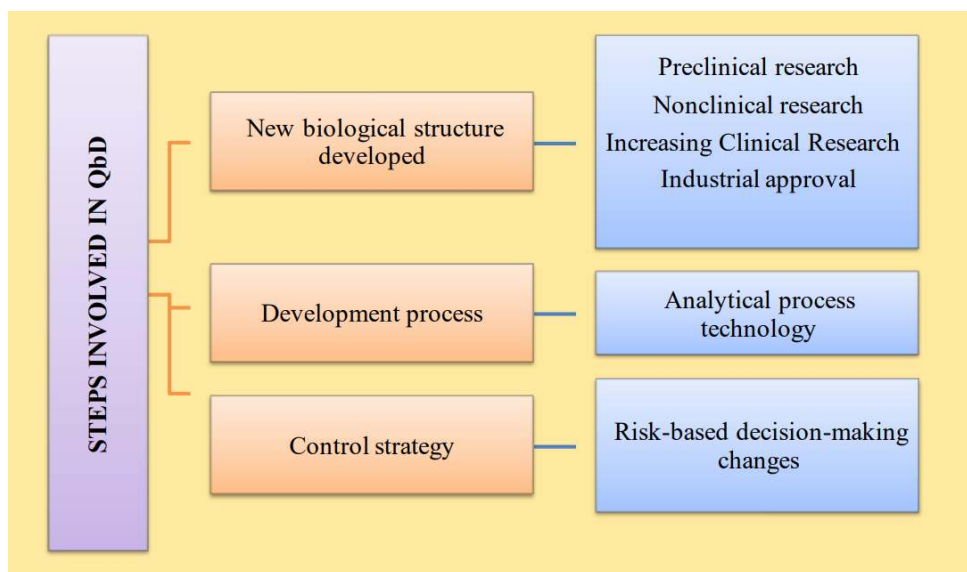 STEPS INVOLVED IN QbD
New biological structure
developed
Preclinical research
Nonclinical research
Increasing Clinical Research
Industrial approval
Development process
Analytical process
technology
Control strategy
Risk-based decision-making
changes